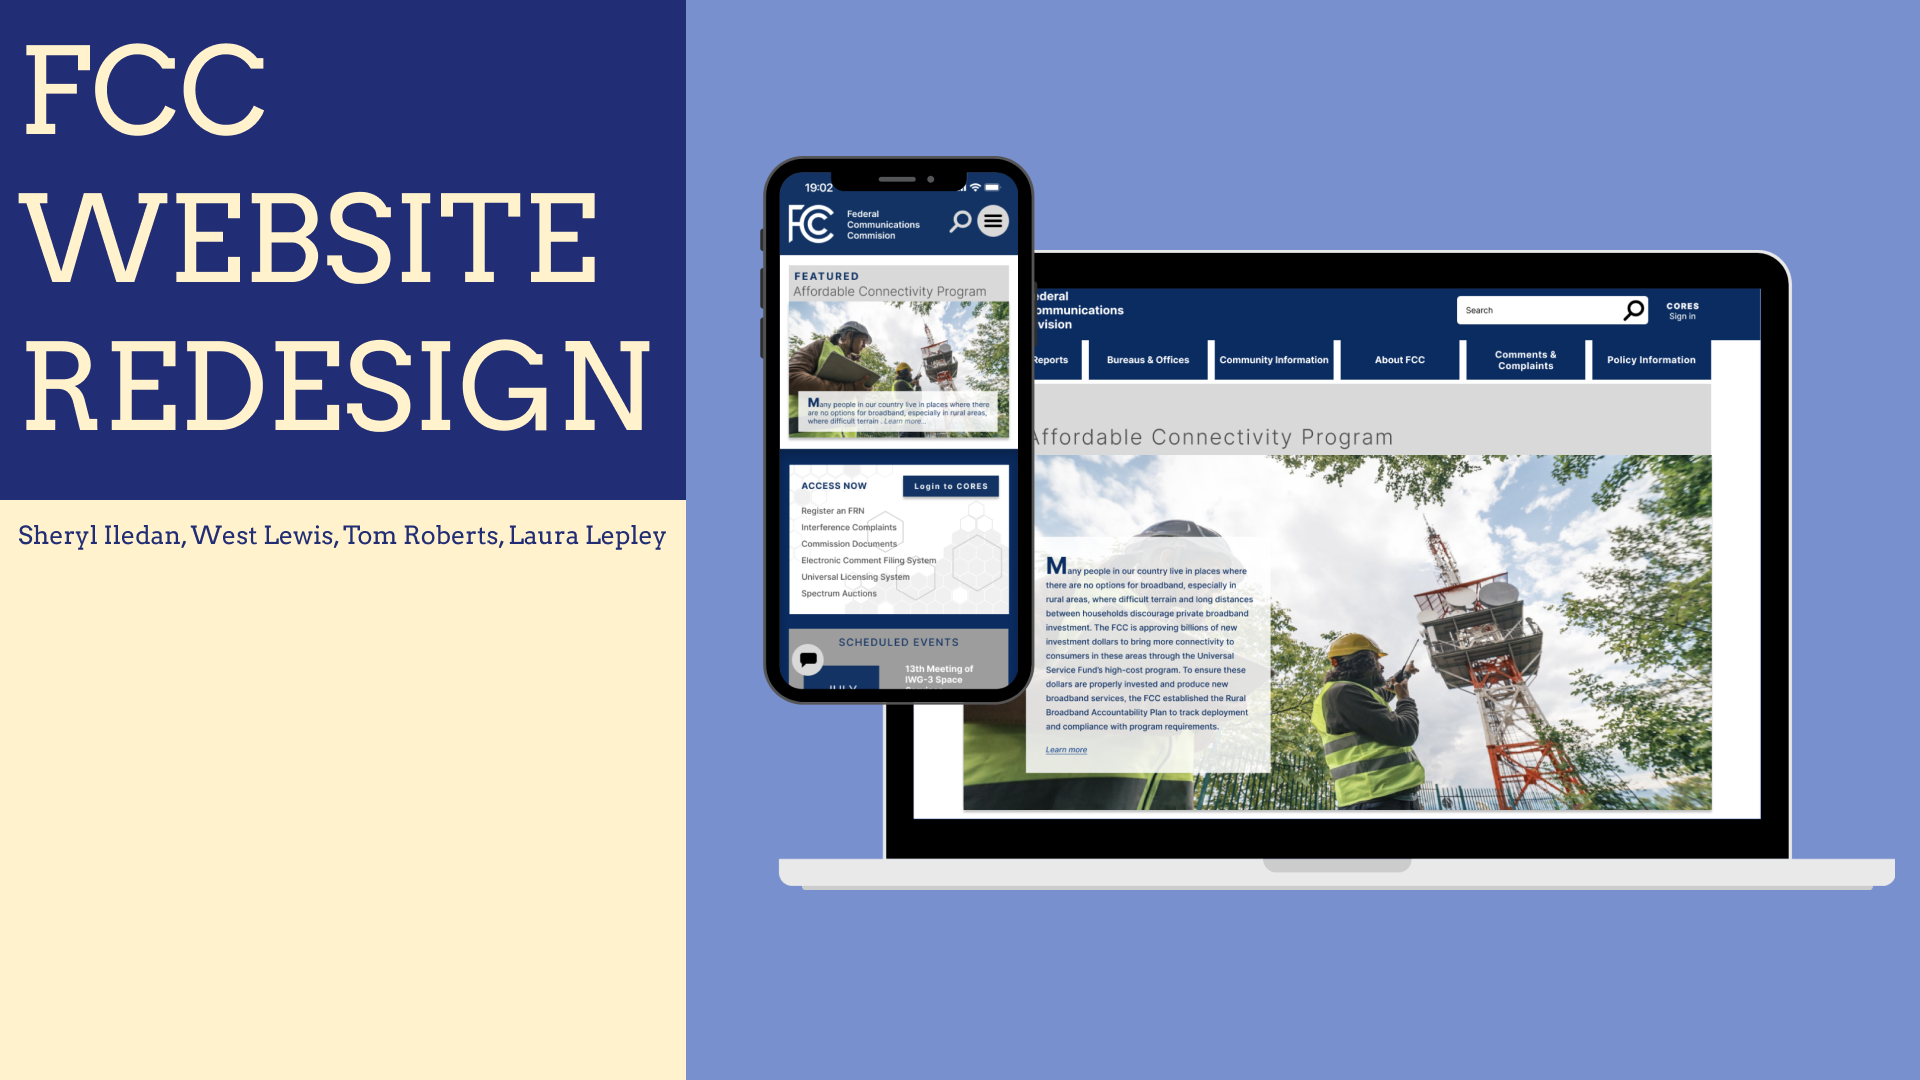 FCC
WEBSITE
REDESIGN
Sheryl Iledan, West Lewis, Tom Roberts, Laura Lepley
19:02
FCC
Federal
Communications
Commision
FEATURED
Affordable Connectivity Program
Many people in our country live in places where there
are no options for broadband, especially in rural areas,
where difficult terrain . Learn more...
ACCESS NOW
Login to CORES
Register an FRN
Interference Complaints
Commission Documents
Electronic Comment Filing System
Universal Licensing System
Spectrum Auctions
SCHEDULED EVENTS
JULY
13th Meeting of
IWG-3 Space
ederal
ommunications
vision
Search
CORES
Sign in
Reports
Bureaus & Offices
Community Information
About FCC
Comments &
Complaints
Policy Information
Affordable Connectivity Program
Many people in our country live in places where
there are no options for broadband, especially in
rural areas, where difficult terrain and long distances
between households discourage private broadband
investment. The FCC is approving billions of new
investment dollars to bring more connectivity to
consumers in these areas through the Universal
Service Fund's high-cost program. To ensure these
dollars are properly invested and produce new
broadband services, the FCC established the Rural
Broadband Accountability Plan to track deployment
and compliance with program requirements.
Learn more